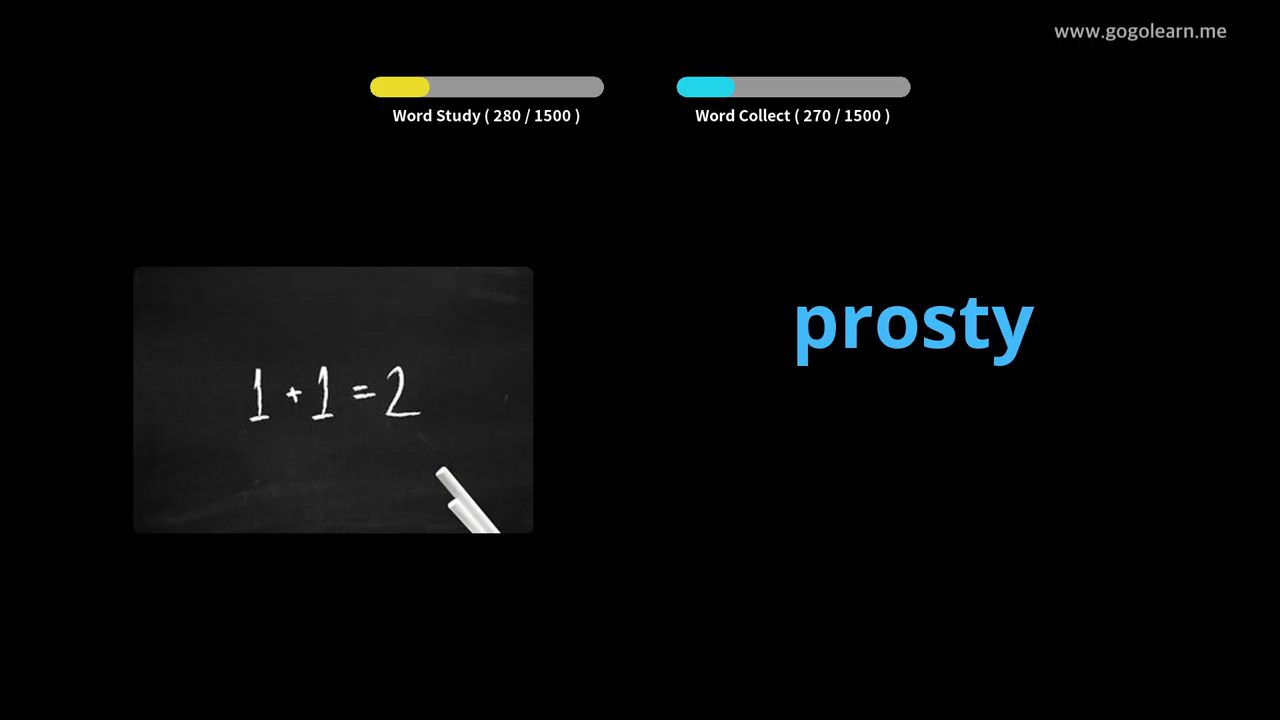 www.gogolearn.me
Word Study ( 280 / 1500 )
Word Collect ( 270 / 1500 )
prosty
1 + 1 = 2